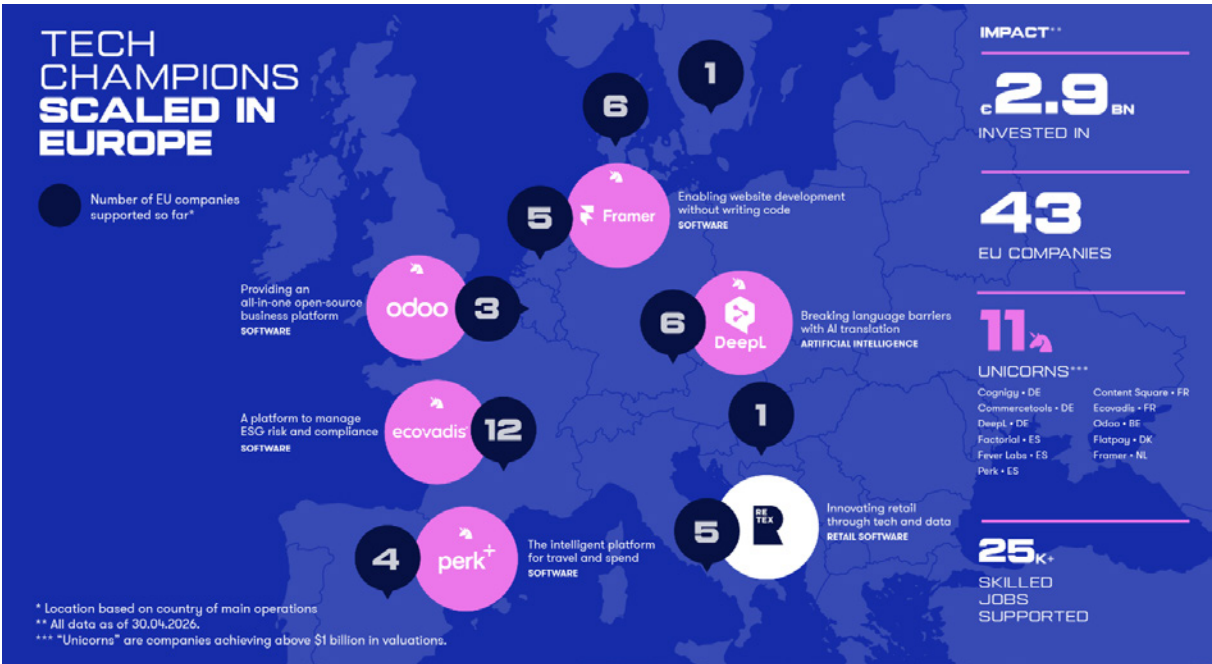 TECH
CHAMPIONS
SCALED IN
EUROPE
Number of EU companies
supported so far*
1
6
5
Framer
Enabling website development
without writing code
SOFTWARE
Providing an
all-in-one open-source
business platform
SOFTWARE
odoo
3
6
DeepL
Breaking language barriers
with AI translation
ARTIFICIAL INTELLIGENCE
A platform to manage
ESG risk and compliance
SOFTWARE
ecovadis
12
1
4
perk+
The intelligent platform
for travel and spend
SOFTWARE
5
RE
TEX
R
Innovating retail
through tech and data
RETAIL SOFTWARE
* Location based on country of main operations
** All data as of 30.04.2026.
*** "Unicorns" are companies achieving above $1 billion in valuations.
IMPACT**
€2.9BN
INVESTED IN
43
EU COMPANIES
11
UNICORNS***
Cognigy • DE
Commercetools • DE
DeepL • DE
Factorial • ES
Fever Labs • ES
Perk • ES
Content Square • FR
Ecovadis • FR
Odoo • BE
Flatpay • DK
Framer • NL
25K+
SKILLED
JOBS
SUPPORTED